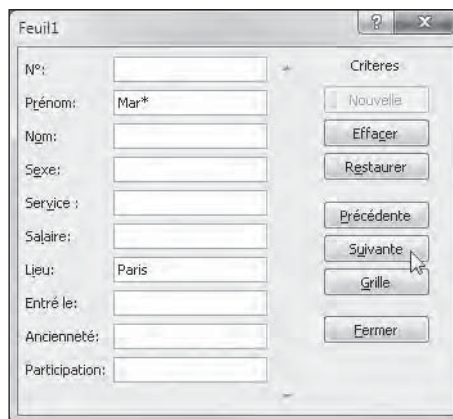 Feuil1
N°:
Criteres
Prénom: Mar*
Nouvelle
Nom:
Effacer
Sexe:
Restaurer
Service :
Précédente
Salaire:
Suivante
Lieu: Paris
Grille
Entré le:
Ancienneté:
Fermer
Participation: